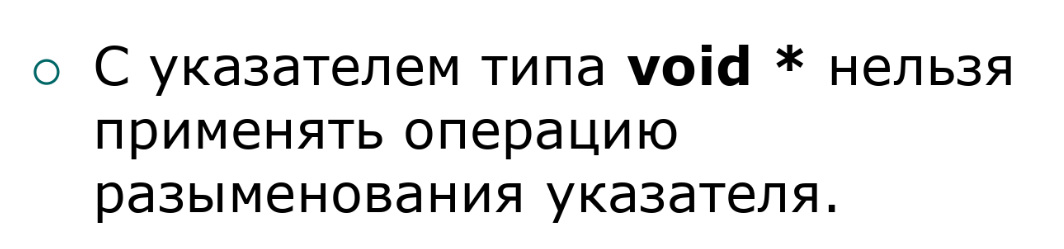 С указателем типа void * нельзя
применять операцию
разыменования указателя.